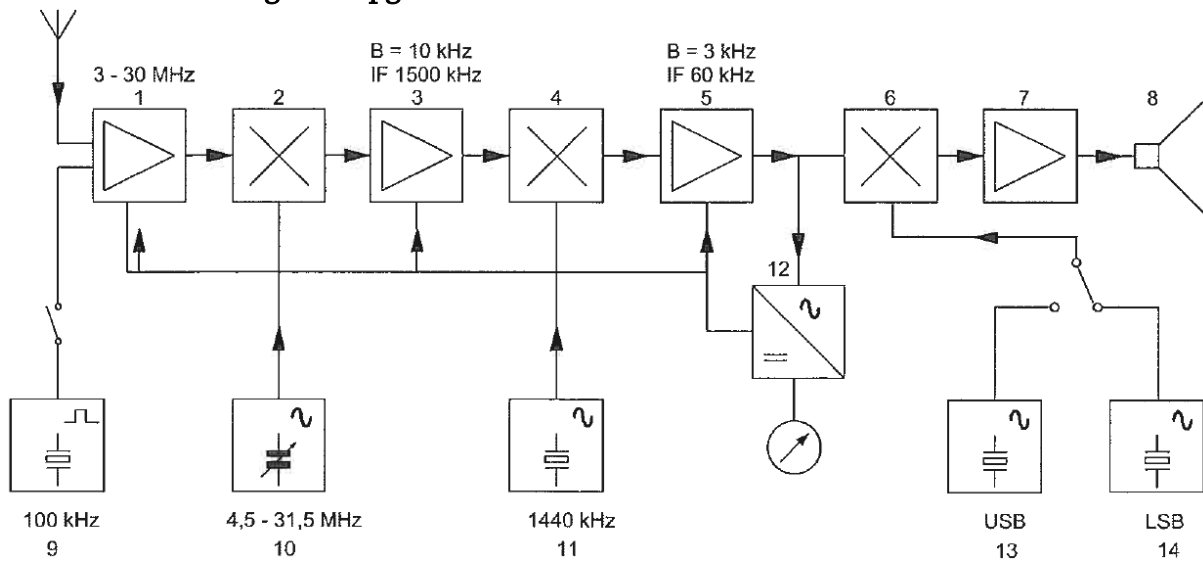 3 - 30 MHz
1
2
B = 10 kHz
IF 1500 kHz
3
4
B = 3 kHz
IF 60 kHz
5
6
7
8
12
100 kHz
9
4,5 - 31,5 MHz
10
1440 kHz
11
USB
13
LSB
14